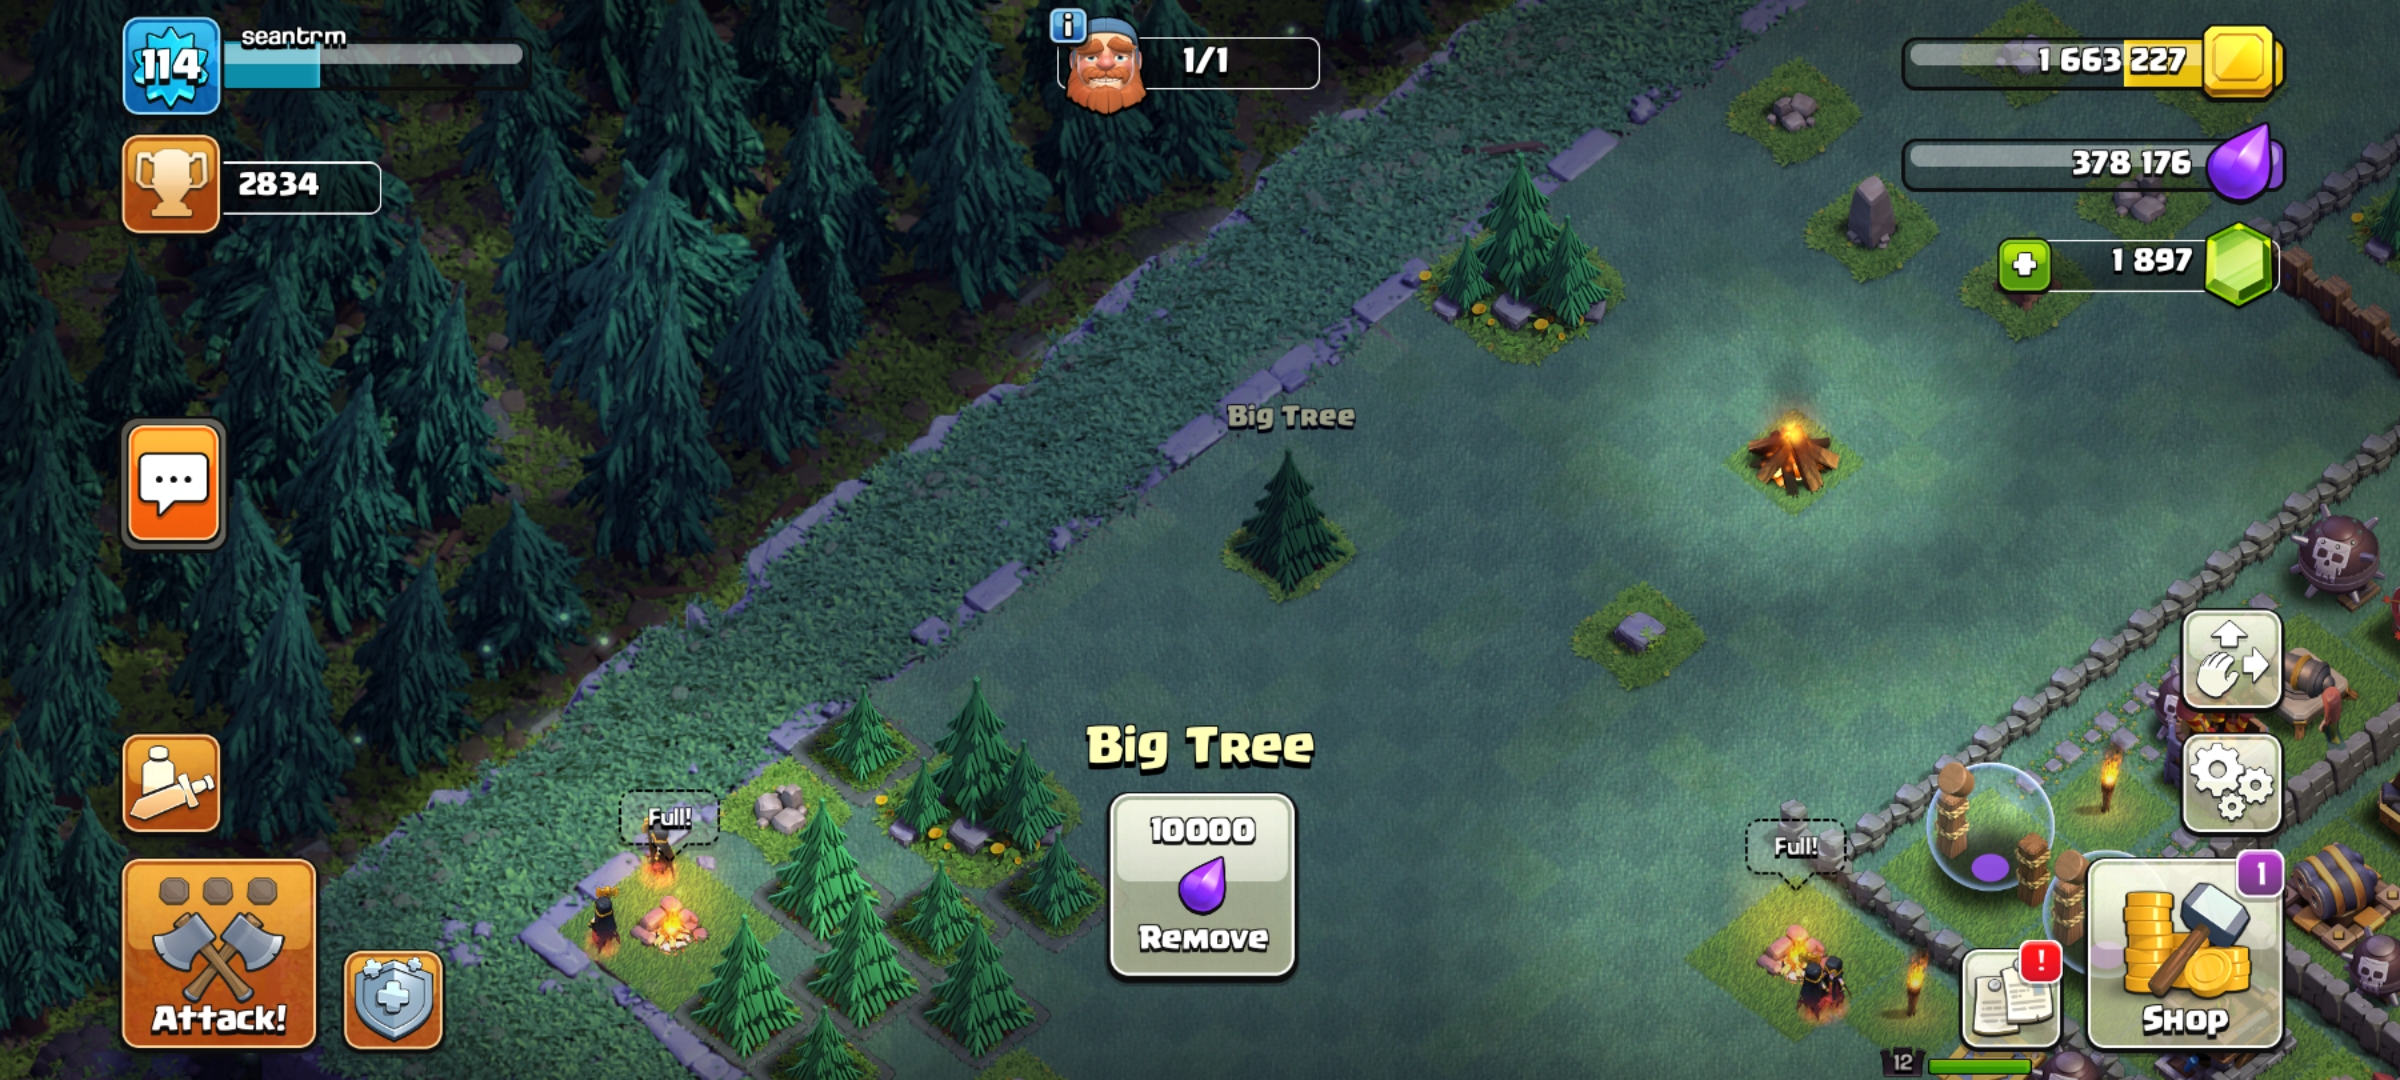 114
seantrm
i
1/1
1 663 227
2834
378 176
1 897
Big Tree
Big Tree
10000
Remove
Full!
Full!
1
!
Attack!
Shop
12